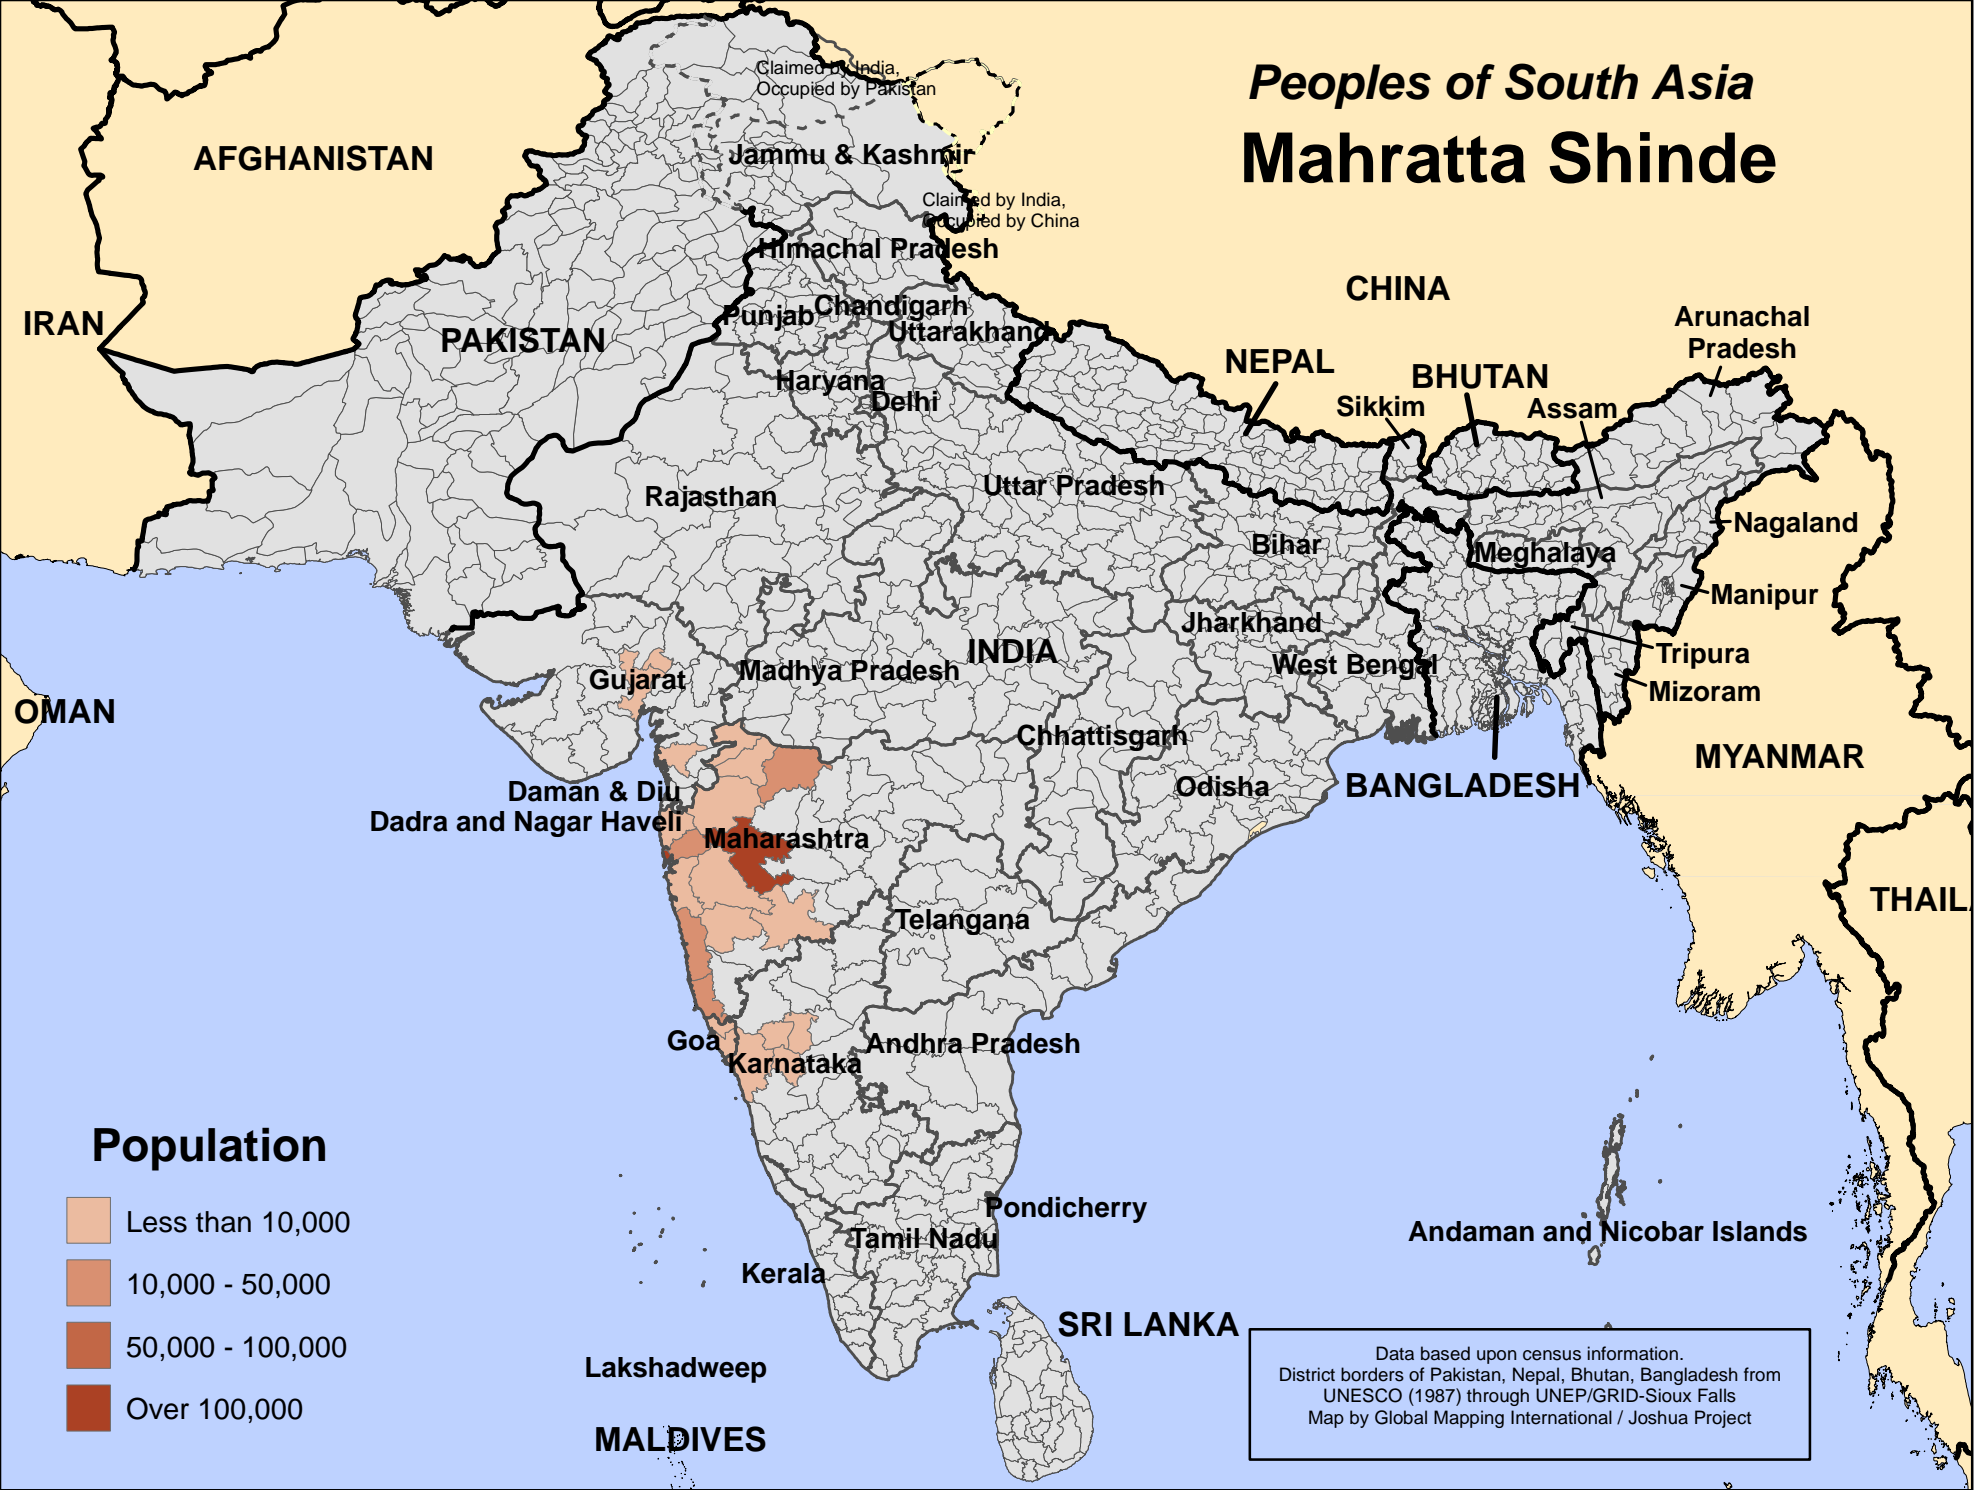 Peoples of South Asia
Mahratta Shinde
Claimed by India,
Occupied by Pakistan
AFGHANISTAN
Jammu & Kashmir
Claimed by India,
Occupied by China
Himachal Pradesh
CHINA
IRAN
PAKISTAN
Punjab
Chandigarh
Uttarakhand
Arunachal
Pradesh
NEPAL
BHUTAN
Haryana
Delhi
Sikkim
Assam
Rajasthan
Uttar Pradesh
Nagaland
Bihar
Meghalaya
Manipur
Jharkhand
INDIA
Tripura
West Bengal
Gujarat
Madhya Pradesh
Mizoram
OMAN
Chhattisgarh
MYANMAR
Odisha
BANGLADESH
Daman & Diu
Dadra and Nagar Haveli
Maharashtra
THAIL
Telangana
Goa
Andhra Pradesh
Karnataka
Population
Less than 10,000
10,000 - 50,000
50,000 - 100,000
Over 100,000
Pondicherry
Tamil Nadu
Andaman and Nicobar Islands
Kerala
SRI LANKA
Lakshadweep
MALDIVES
Data based upon census information.
District borders of Pakistan, Nepal, Bhutan, Bangladesh from
UNESCO (1987) through UNEP/GRID-Sioux Falls
Map by Global Mapping International / Joshua Project